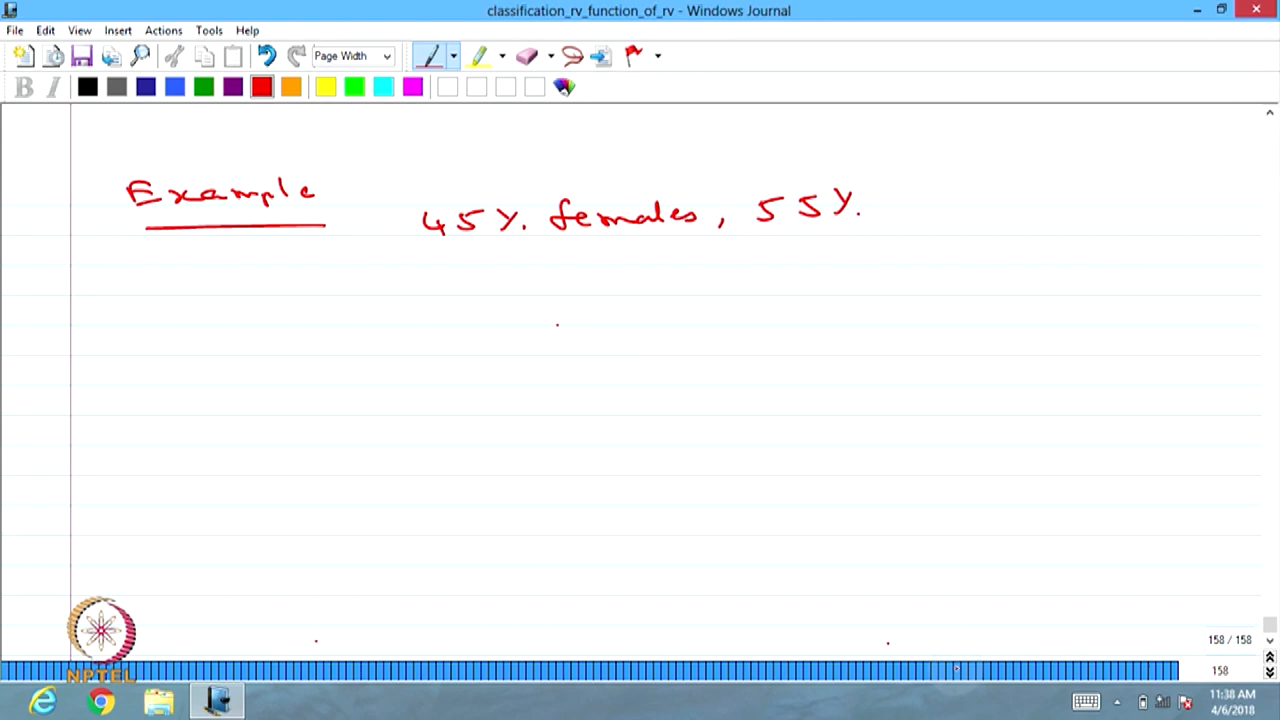 classification_rv_function_of_rv - Windows Journal
File Edit View Insert Actions Tools Help
Page Width
B I
Example 45%. females, 55%.
158 / 158
158
NPTEL
11:38 AM
4/6/2018